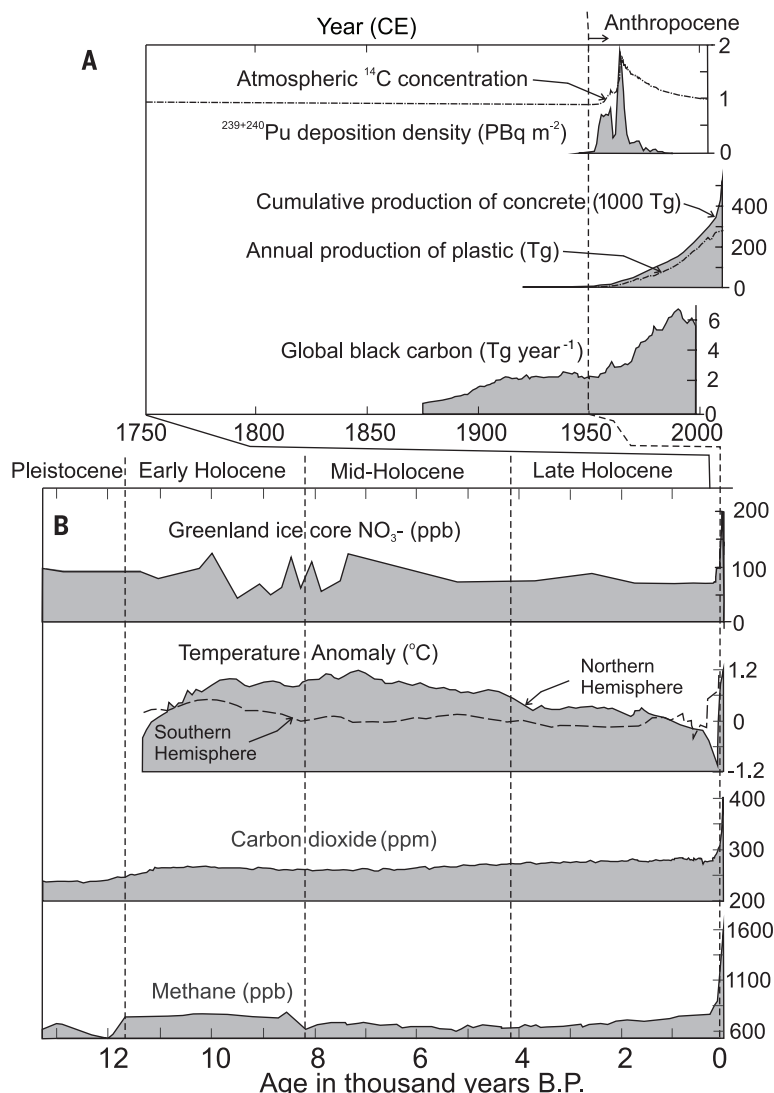 Year (CE)
Anthropocene
A
2
Atmospheric ¹⁴C concentration
1
²³⁹⁺²⁴⁰Pu deposition density (PBq m⁻²)
0
Cumulative production of concrete (1000 Tg)
400
Annual production of plastic (Tg)
200
0
Global black carbon (Tg year⁻¹)
6
4
2
0
1750 1800 1850 1900 1950 2000
Pleistocene Early Holocene Mid-Holocene Late Holocene
B
Greenland ice core NO₃- (ppb)
200
100
0
Temperature Anomaly (°C)
Northern
Hemisphere
Southern
Hemisphere
1.2
0
-1.2
Carbon dioxide (ppm)
400
300
200
Methane (ppb)
1600
1100
600
12 10 8 6 4 2 0
Age in thousand years B.P.